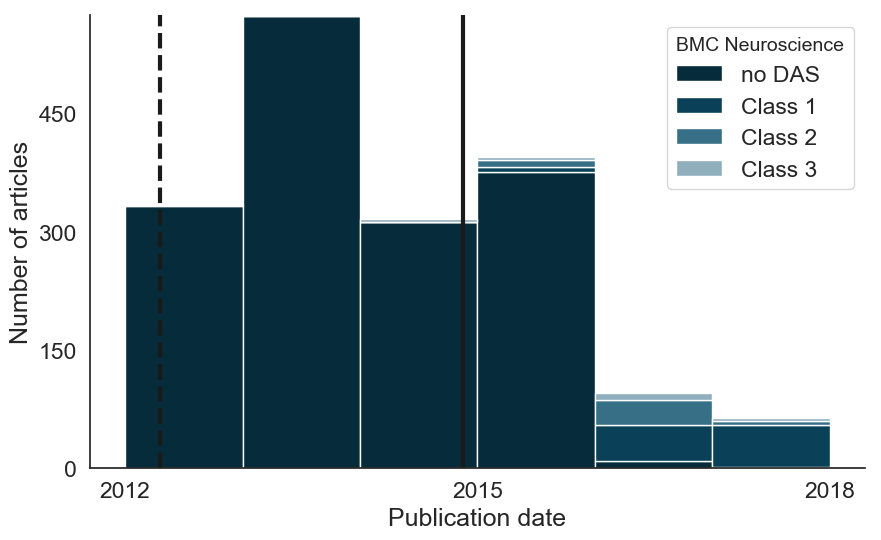 BMC Neuroscience
no DAS
Class 1
Class 2
Class 3
Number of articles
450
300
150
0
2012
2015
2018
Publication date